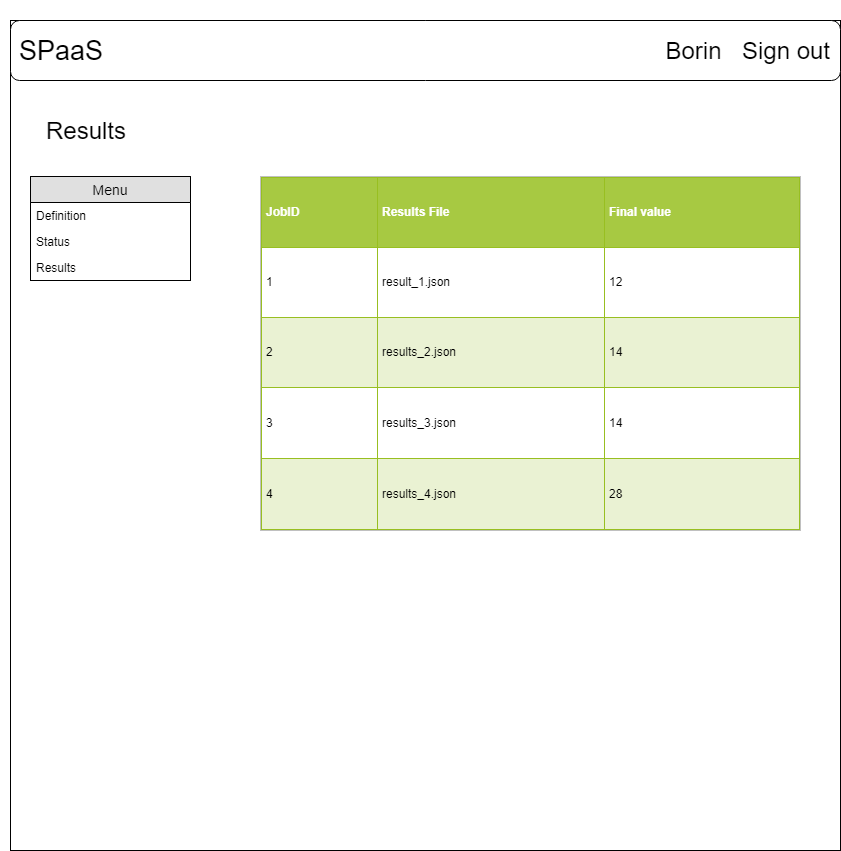 SPaaS Borin Sign out
Results
Menu
Definition
Status
Results
JobID Results File Final value
1 result_1.json 12
2 results_2.json 14
3 results_3.json 14
4 results_4.json 28